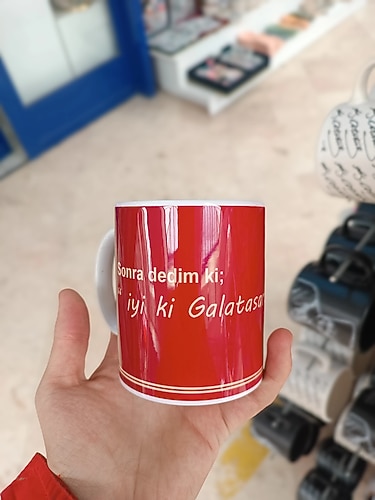 Sonra dedim ki;
“ iyi ki Galatasa